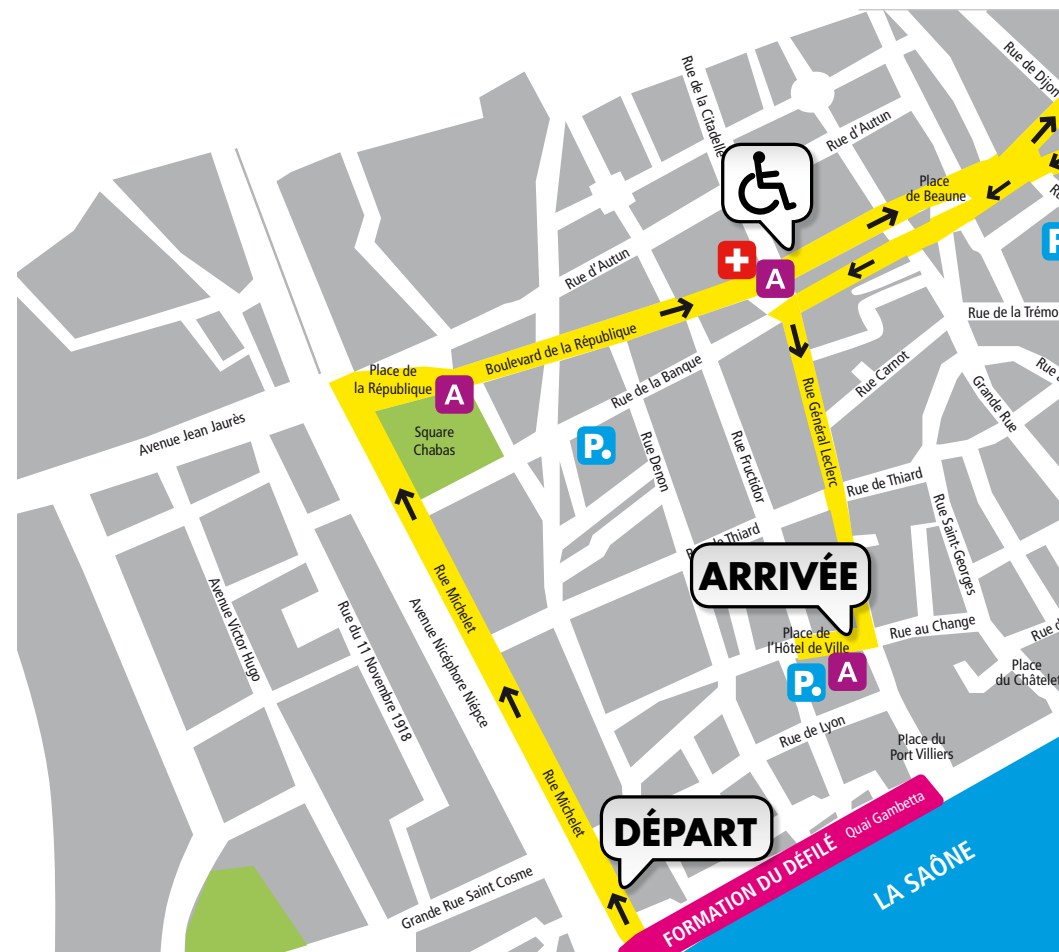 Rue de Dijon
Rue de la Citadelle
Rue d'Autun
Place
de Beaune
Rue d'Autun
A
Rue de la Trémo
Boulevard de la République
Place de
la République
A
Rue de la Banque
Rue Carnot
Grande Rue
Avenue Jean Jaurès
Square
Chabas
P.
Rue Denon
Rue Fructidor
Rue Général Leclerc
Rue de Thiard
Rue Saint-Georges
de Thiard
ARRIVÉE
Rue Michelet
Avenue Nicéphore Niépce
Avenue Victor Hugo
Rue du 11 Novembre 1918
Place de
l'Hôtel de Ville
Rue au Change
P.
A
Place
du Châtelet
Rue de Lyon
Place du
Port Villiers
Rue Michelet
DÉPART
Quai Gambetta
FORMATION DU DÉFILÉ
LA SAÔNE
Grande Rue Saint Cosme